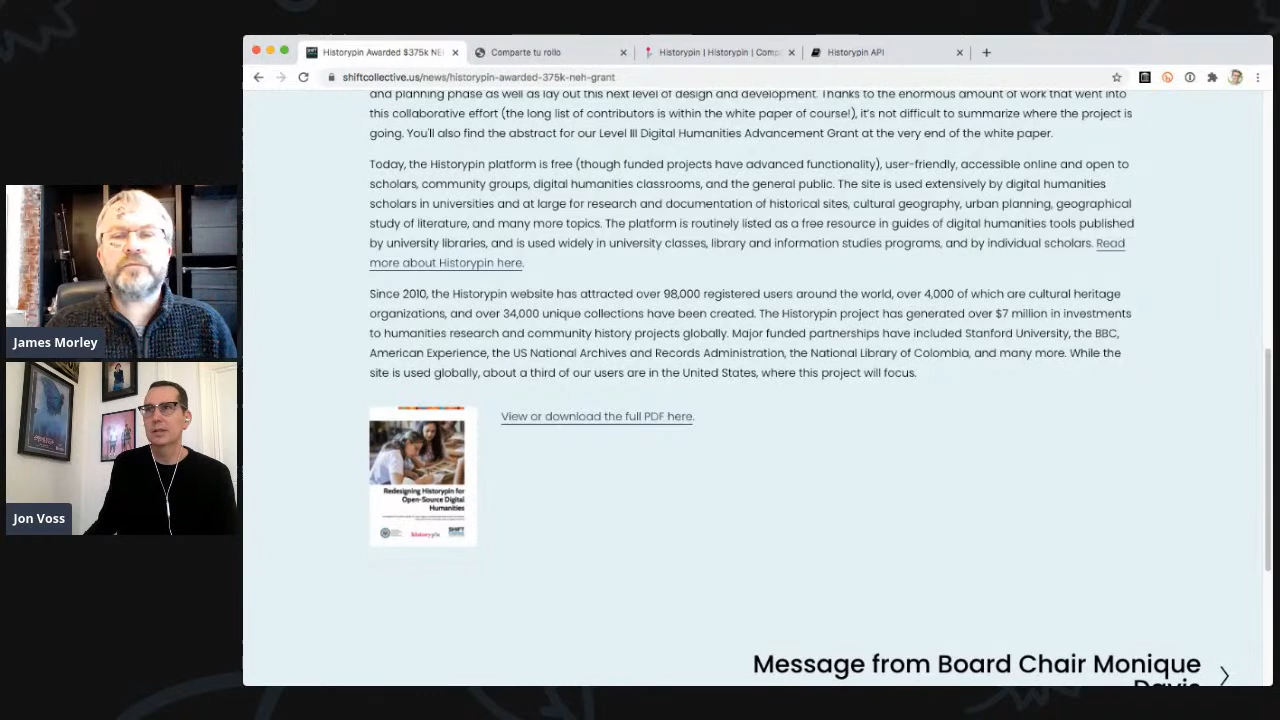 Historypin Awarded $375k NE
Comparte tu rollo
Historypin | Historypin | Comp
Historypin API
shiftcollective.us/news/historypin-awarded-375k-neh-grant
and planning phase as well as lay out this next level of design and development. Thanks to the enormous amount of work that went into
this collaborative effort (the long list of contributors is within the white paper of course!), it's not difficult to summarize where the project is
going. You'll also find the abstract for our Level III Digital Humanities Advancement Grant at the very end of the white paper.
Today, the Historypin platform is free (though funded projects have advanced functionality), user-friendly, accessible online and open to
scholars, community groups, digital humanities classrooms, and the general public. The site is used extensively by digital humanities
scholars in universities and at large for research and documentation of historical sites, cultural geography, urban planning, geographical
study of literature, and many more topics. The platform is routinely listed as a free resource in guides of digital humanities tools published
by university libraries, and is used widely in university classes, library and information studies programs, and by individual scholars. Read
more about Historypin here.
Since 2010, the Historypin website has attracted over 98,000 registered users around the world, over 4,000 of which are cultural heritage
organizations, and over 34,000 unique collections have been created. The Historypin project has generated over $7 million in investments
to humanities research and community history projects globally. Major funded partnerships have included Stanford University, the BBC,
American Experience, the US National Archives and Records Administration, the National Library of Colombia, and many more. While the
site is used globally, about a third of our users are in the United States, where this project will focus.
View or download the full PDF here.
Redesigning Historypin for
Open-Source Digital
Humanities
Historypin
SHIFT
Message from Board Chair Monique
Davis
James Morley
Jon Voss